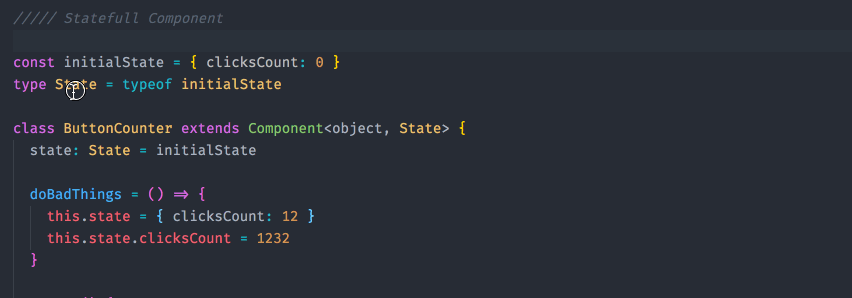 ///// Statefull Component
const initialState = { clicksCount: 0 }
type State = typeof initialState
class ButtonCounter extends Component<object, State> {
state: State = initialState
doBadThings = () => {
this.state = { clicksCount: 12 }
this.state.clicksCount = 1232
}